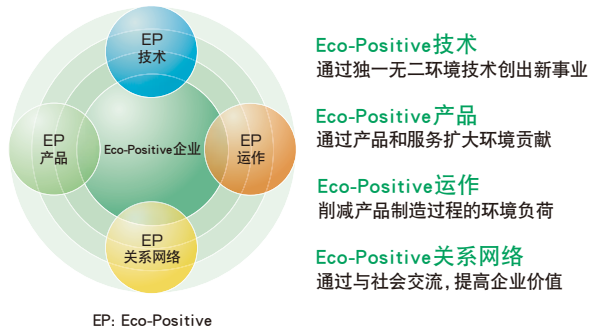 EP
技术
EP
产品
Eco-Positive企业
EP
运作
EP
关系网络
EP: Eco-Positive
Eco-Positive技术
通过独一无二环境技术创出新事业
Eco-Positive产品
通过产品和服务扩大环境贡献
Eco-Positive运作
削减产品制造过程的环境负荷
Eco-Positive关系网络
通过与社会交流，提高企业价值